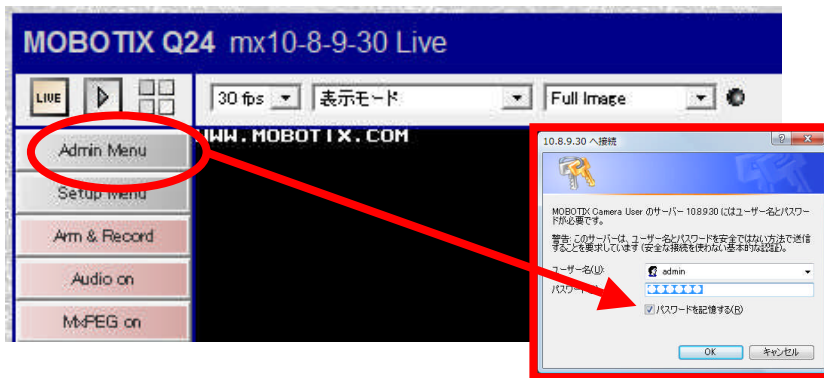 MOBOTIX Q24 mx10-8-9-30 Live
LIVE
30 fps
表示モード
Full Image
Admin Menu
Setup Menu
Arm & Record
Audio on
MxPEG on
WWW.MOBOTIX.COM
10.8.9.30 へ接続
MOBOTIX Camera User のサーバー 10.8.9.30 にはユーザー名とパスワー
ドが必要です。
警告: このサーバーは、ユーザー名とパスワードを安全ではない方法で送信
することを要求しています (安全な接続を使わない基本的な認証)。
ユーザー名(U):
admin
パスワード
パスワードを記憶する(R)
OK
キャンセル